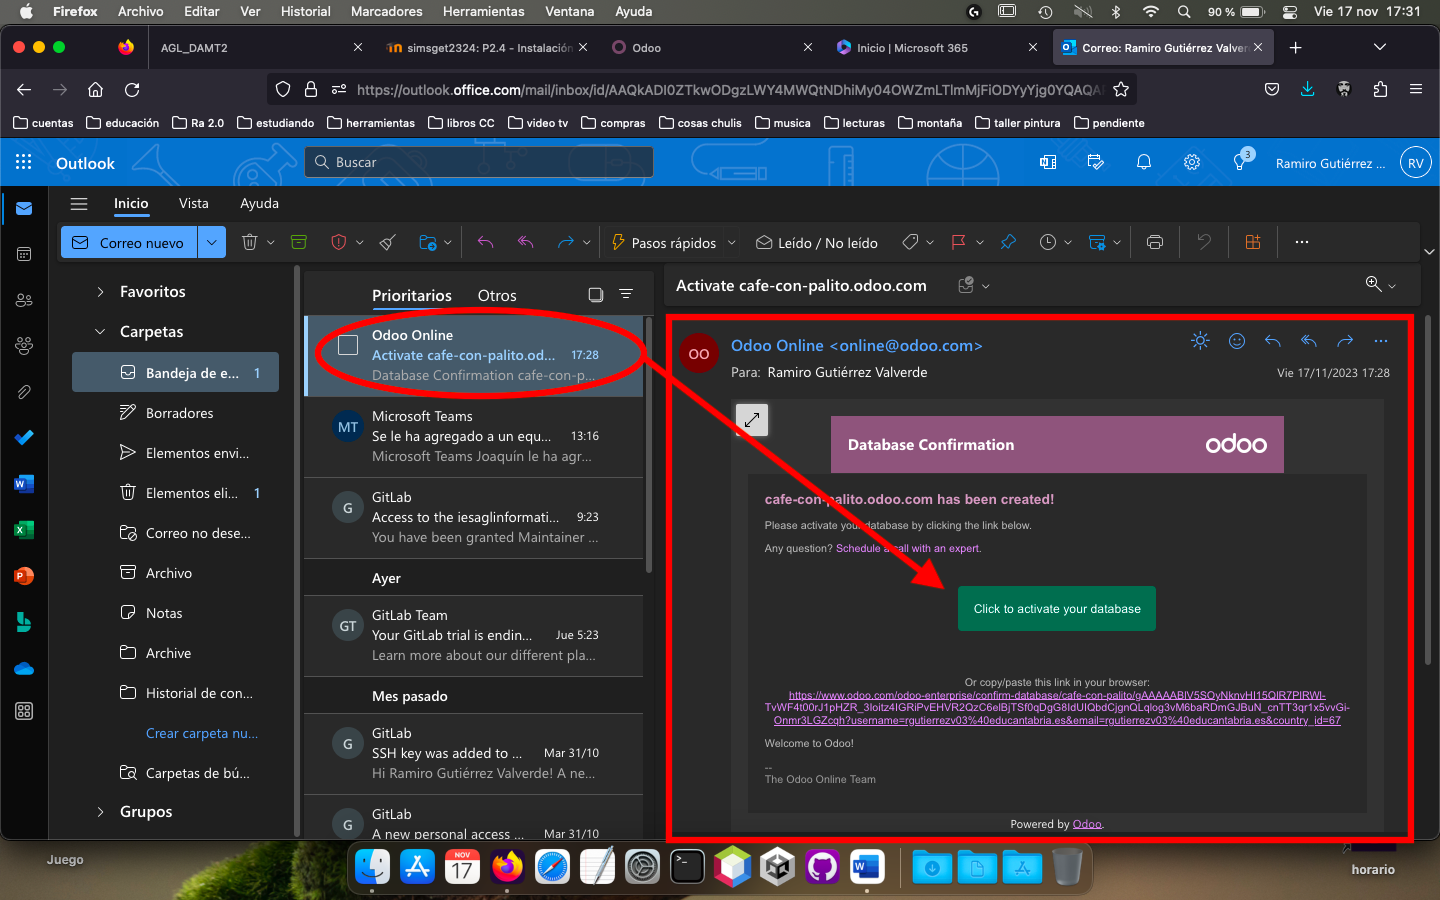 Firefox Archivo Editar Ver Historial Marcadores Herramientas Ventana Ayuda 90 % Vie 17 nov 17:31
AGL_DAMT2
simsget2324: P2.4 - Instalación
Odoo
Inicio | Microsoft 365
Correo: Ramiro Gutiérrez Valver
https://outlook.office.com/mail/inbox/id/
cuentas educación Ra 2.0 estudiando herramientas libros CC video tv compras cosas chulis musica lecturas montaña taller pintura pendiente
Outlook
Buscar
3
Ramiro Gutiérrez ...
RV
Inicio Vista Ayuda
Correo nuevo
Pasos rápidos
Leído / No leído
Favoritos
Carpetas
Bandeja de e... 1
Borradores
Elementos envi...
Elementos eli... 1
Correo no dese...
Archivo
Notas
Archive
Historial de con...
Crear carpeta nu...
Carpetas de bú...
Grupos
Prioritarios Otros
Odoo Online
Activate cafe-con-palito.od... 17:28
Database Confirmation cafe-con-p...
MT
Microsoft Teams
Se le ha agregado a un equ... 13:16
Microsoft Teams Joaquín le ha agr...
G
GitLab
Access to the iesaglinformati... 9:23
You have been granted Maintainer ...
Ayer
GT
GitLab Team
Your GitLab trial is endin... Jue 5:23
Learn more about our different pla...
Mes pasado
G
GitLab
SSH key was added to ... Mar 31/10
Hi Ramiro Gutiérrez Valverde! A ne...
G
GitLab
A new personal access ... Mar 31/10
Activate cafe-con-palito.odoo.com
OO
Odoo Online <online@odoo.com>
Para: Ramiro Gutiérrez Valverde
Vie 17/11/2023 17:28
Database Confirmation
odoo
cafe-con-palito.odoo.com has been created!
Please activate your database by clicking the link below.
Any question? Schedule a call with an expert.
Click to activate your database
Or copy/paste this link in your browser:
https://www.odoo.com/odoo-enterprise/confirm-database/cafe-con-palito/
username=rgutierrezv03%40educantabria.es&email=rgutierrezv03%40educantabria.es&country_id=67
Welcome to Odoo!
--
The Odoo Online Team
Powered by Odoo.
Juego
NOV
17
horario